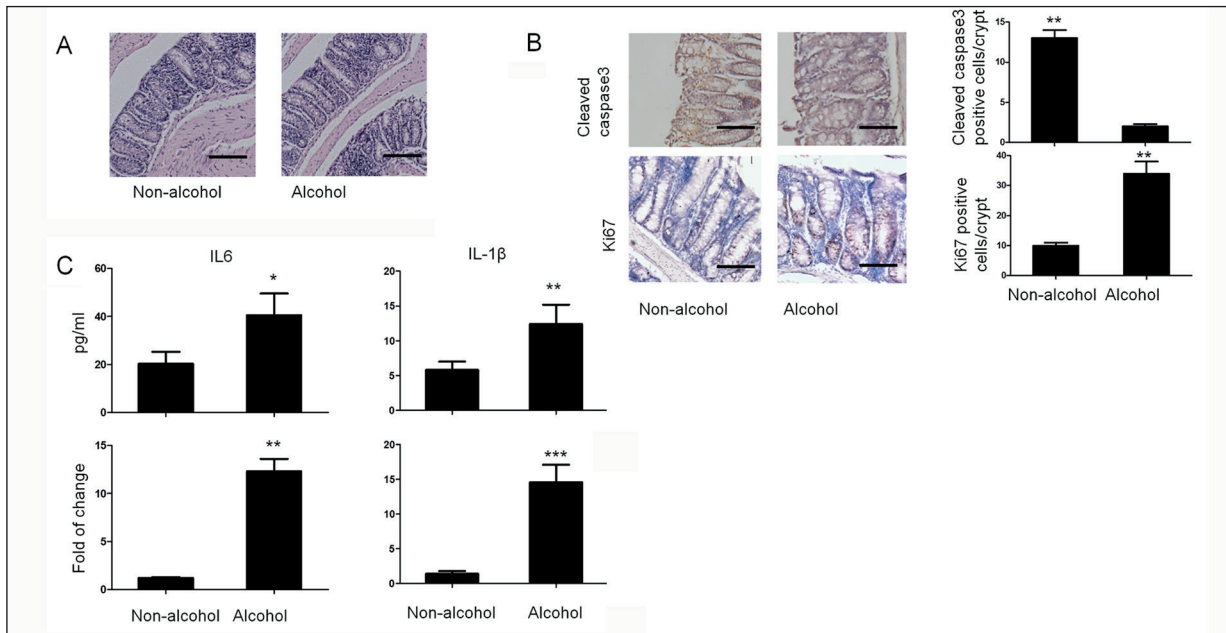 A
Non-alcohol Alcohol
B
Cleaved
caspase3
Ki67
Non-alcohol Alcohol
Cleaved caspase3
positive cells/crypt
15
10
5
0
**
Ki67 positive
cells/crypt
40
30
20
10
0
**
Non-alcohol Alcohol
C
IL6
pg/ml
60
40
20
0
*
IL-1β
20
15
10
5
0
**
Fold of change
15
10
5
0
**
Non-alcohol Alcohol
20
15
10
5
0
***
Non-alcohol Alcohol